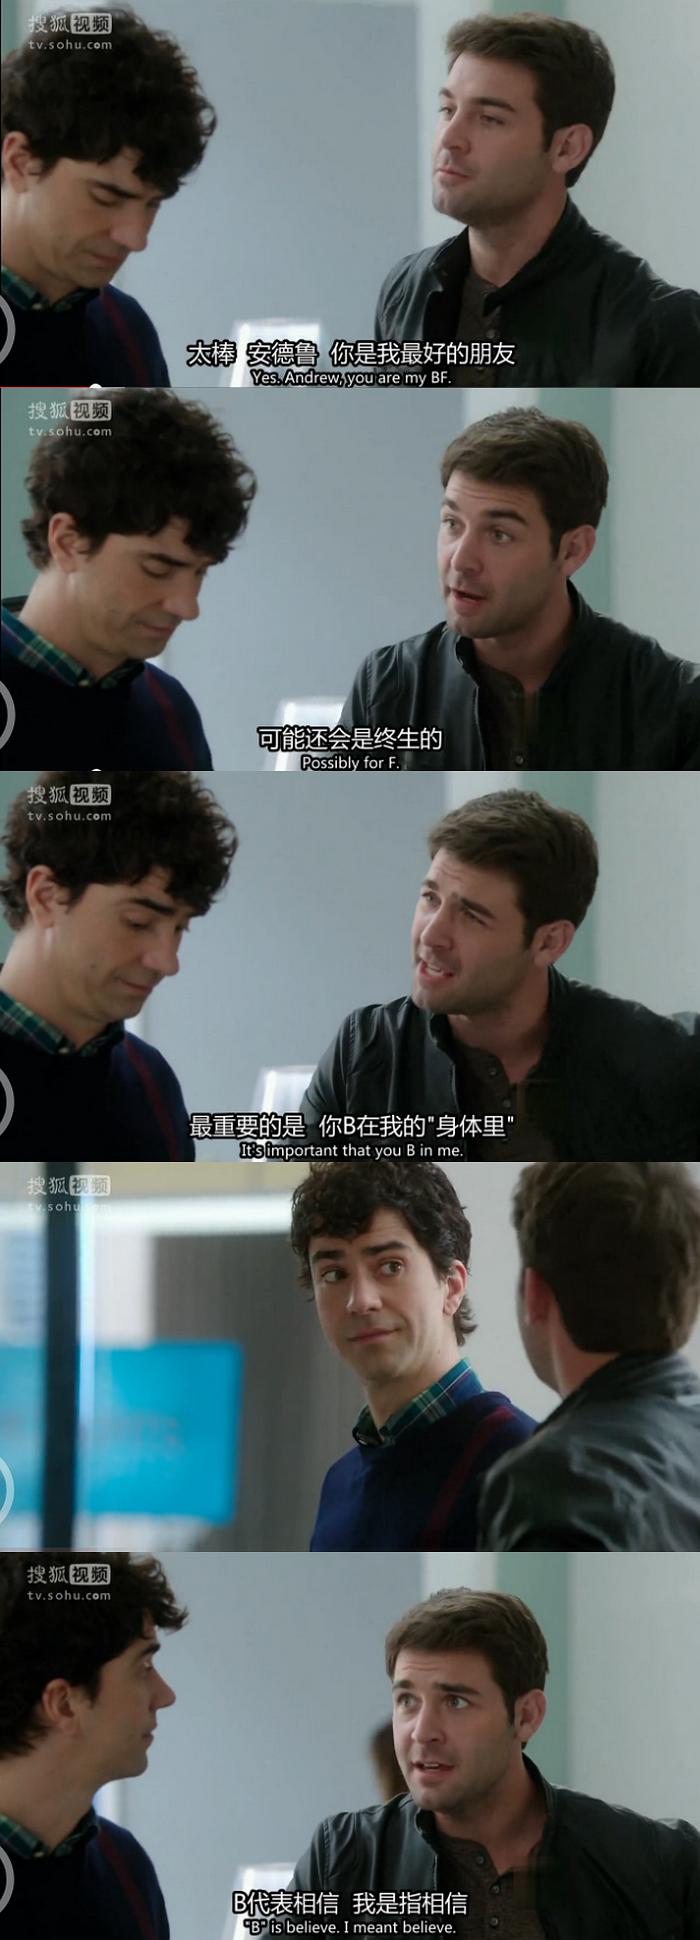 搜狐视频
tv.sohu.com
太棒 安德鲁 你是我最好的朋友
Yes. Andrew, you are my BF.
搜狐视频
tv.sohu.com
可能还会是终生的
Possibly for F.
搜狐视频
tv.sohu.com
最重要的是 你B在我的"身体里"
It's important that you B in me.
搜狐视频
tv.sohu.com
搜狐视频
tv.sohu.com
B代表相信 我是指相信
"B" is believe. I meant believe.